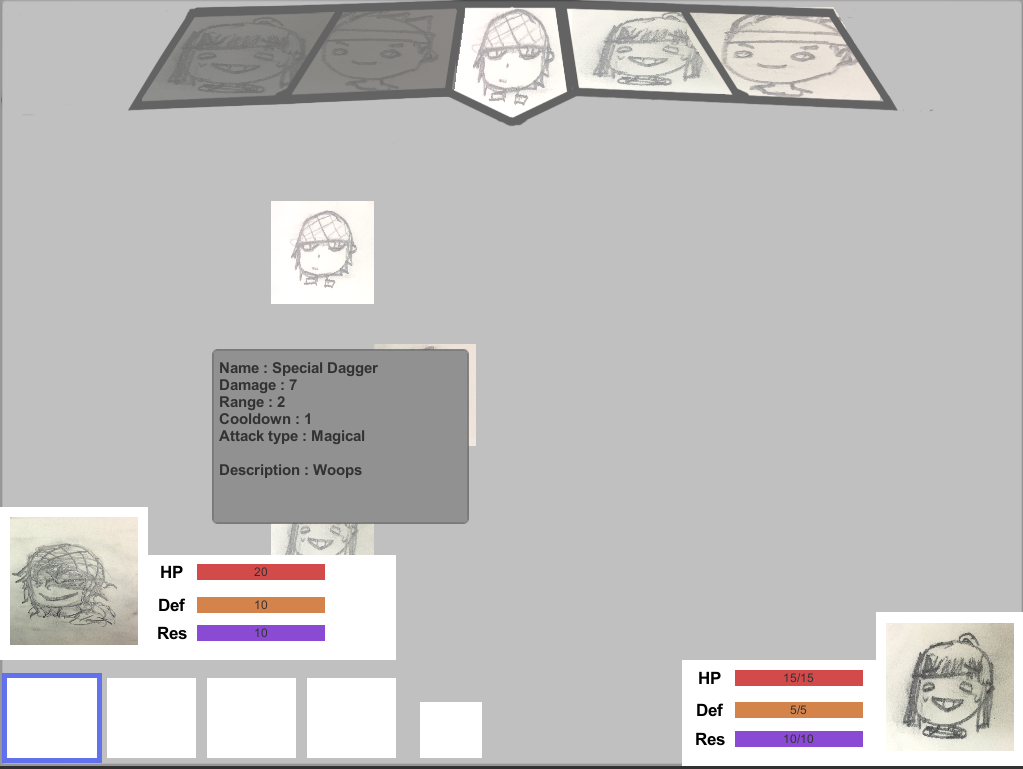 Name : Special Dagger
Damage : 7
Range : 2
Cooldown : 1
Attack type : Magical
Description : Woops
HP 20
Def 10
Res 10
HP 15/15
Def 5/5
Res 10/10